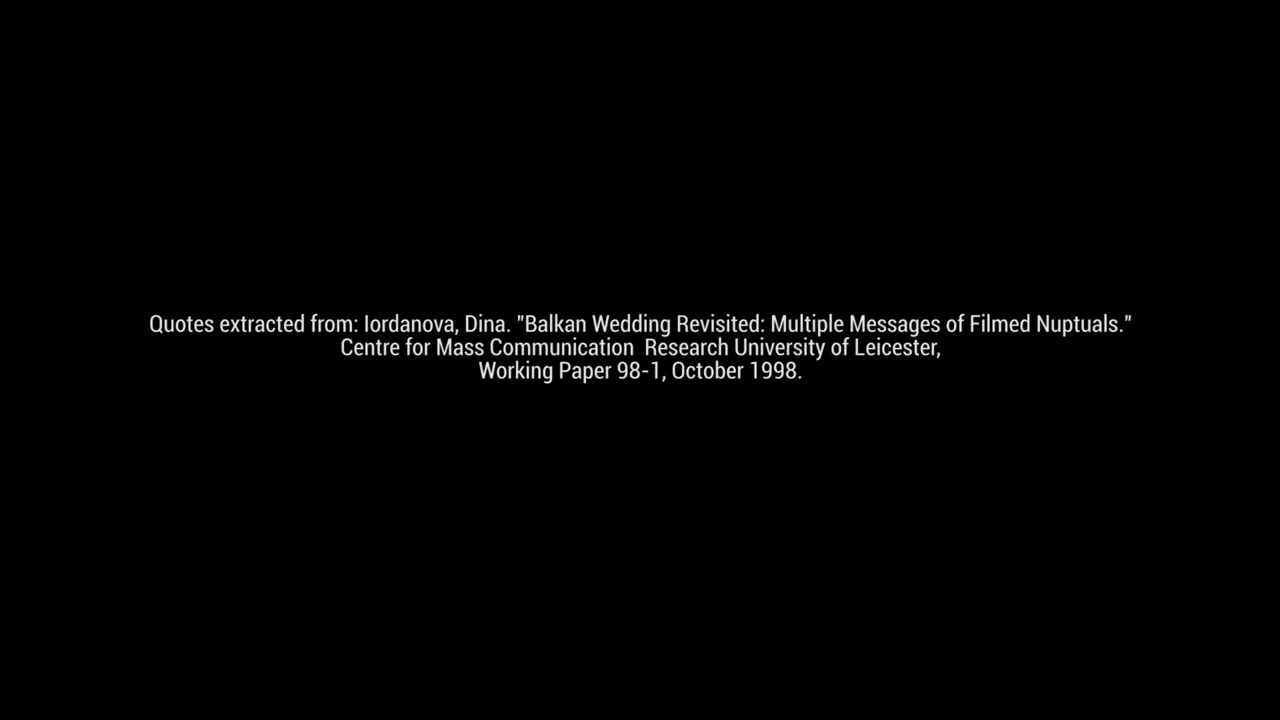 Quotes extracted from: Iordanova, Dina. "Balkan Wedding Revisited: Multiple Messages of Filmed Nuptuals."
Centre for Mass Communication  Research University of Leicester,
Working Paper 98-1, October 1998.